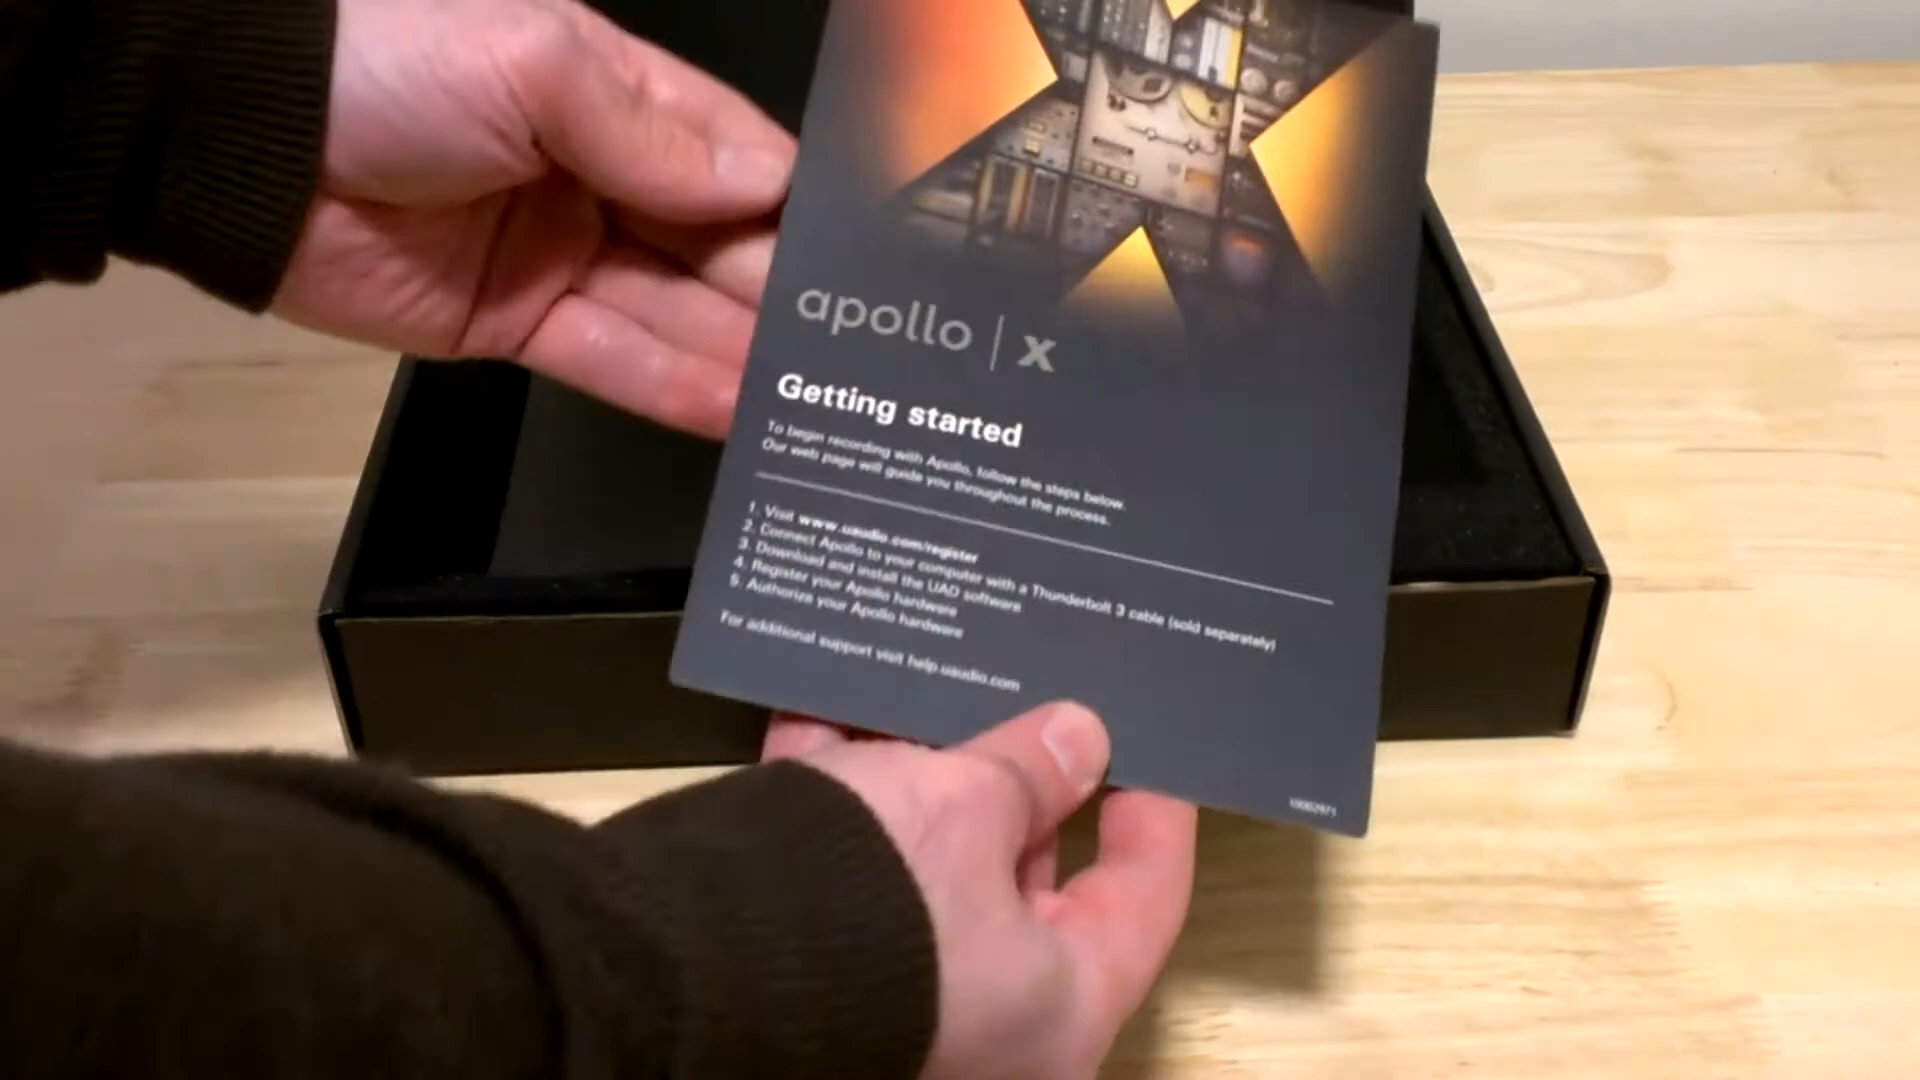 apollo | x
Getting started
To begin recording with Apollo, follow the steps below.
Our web page will guide you throughout the process.
1. Visit www.uaudio.com/register
2. Connect Apollo to your computer with a Thunderbolt 3 cable (sold separately)
3. Download and install the UAD software
4. Register your Apollo hardware
5. Authorize your Apollo hardware
For additional support visit help.uaudio.com